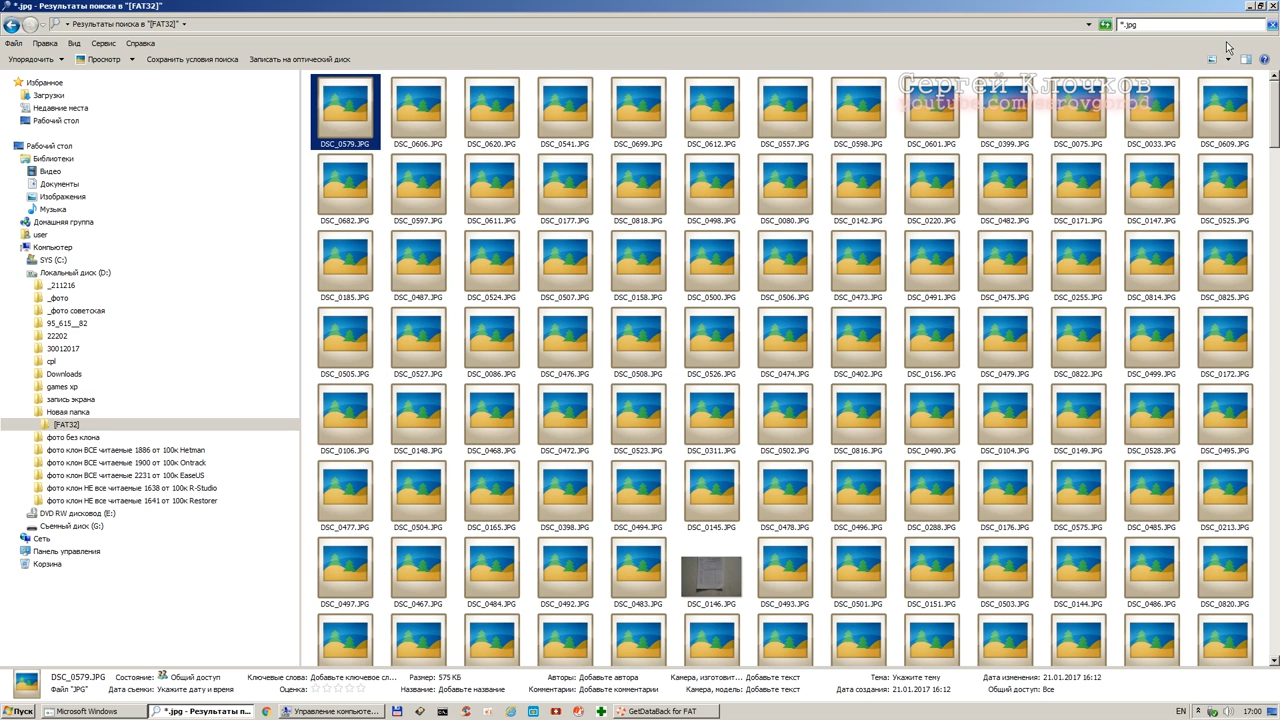 *.jpg - Результаты поиска в "[FAT32]"
Результаты поиска в "[FAT32]"
*.jpg
Файл Правка Вид Сервис Справка
Упорядочить Просмотр Сохранить условия поиска Записать на оптический диск
Сергей Клочков
youtube.com/serovgorod
Избранное
Загрузки
Недавние места
Рабочий стол
Рабочий стол
Библиотеки
Видео
Документы
Изображения
Музыка
Домашняя группа
user
Компьютер
SYS (C:)
Локальный диск (D:)
_211216
_фото
_фото советская
95_615__82
22202
30012017
cpl
Downloads
games xp
запись экрана
Новая папка
[FAT32]
фото без клона
фото клон ВСЕ читаемые 1886 от 100к Hetman
фото клон ВСЕ читаемые 1900 от Ontrack
фото клон ВСЕ читаемые 2231 от 100к EaseUS
фото клон НЕ все читаемые 1638 от 100к R-Studio
фото клон НЕ все читаемые 1641 от 100к Restorer
DVD RW дисковод (E:)
Съемный диск (G:)
Сеть
Панель управления
Корзина
DSC_0579.JPG DSC_0606.JPG DSC_0620.JPG DSC_0541.JPG DSC_0699.JPG DSC_0612.JPG DSC_0557.JPG DSC_0598.JPG DSC_0601.JPG DSC_0399.JPG DSC_0075.JPG DSC_0033.JPG DSC_0609.JPG
DSC_0682.JPG DSC_0597.JPG DSC_0611.JPG DSC_0177.JPG DSC_0818.JPG DSC_0498.JPG DSC_0080.JPG DSC_0142.JPG DSC_0220.JPG DSC_0482.JPG DSC_0171.JPG DSC_0147.JPG DSC_0525.JPG
DSC_0185.JPG DSC_0487.JPG DSC_0524.JPG DSC_0507.JPG DSC_0158.JPG DSC_0500.JPG DSC_0506.JPG DSC_0473.JPG DSC_0491.JPG DSC_0475.JPG DSC_0255.JPG DSC_0814.JPG DSC_0825.JPG
DSC_0505.JPG DSC_0527.JPG DSC_0086.JPG DSC_0476.JPG DSC_0508.JPG DSC_0526.JPG DSC_0474.JPG DSC_0402.JPG DSC_0156.JPG DSC_0479.JPG DSC_0822.JPG DSC_0499.JPG DSC_0172.JPG
DSC_0106.JPG DSC_0148.JPG DSC_0468.JPG DSC_0472.JPG DSC_0523.JPG DSC_0311.JPG DSC_0502.JPG DSC_0816.JPG DSC_0490.JPG DSC_0104.JPG DSC_0149.JPG DSC_0528.JPG DSC_0495.JPG
DSC_0477.JPG DSC_0504.JPG DSC_0165.JPG DSC_0398.JPG DSC_0494.JPG DSC_0145.JPG DSC_0478.JPG DSC_0496.JPG DSC_0288.JPG DSC_0176.JPG DSC_0575.JPG DSC_0485.JPG DSC_0213.JPG
DSC_0497.JPG DSC_0467.JPG DSC_0484.JPG DSC_0492.JPG DSC_0483.JPG DSC_0146.JPG DSC_0493.JPG DSC_0501.JPG DSC_0151.JPG DSC_0503.JPG DSC_0144.JPG DSC_0486.JPG DSC_0820.JPG
DSC_0579.JPG Состояние: Общий доступ Ключевые слова: Добавьте ключевое сл... Размер: 575 КБ Авторы: Добавьте автора Камера, изготовит... Добавьте текст Тема: Укажите тему Дата изменения: 21.01.2017 16:12
Файл "JPG" Дата съемки: Укажите дату и время Оценка: Название: Добавьте название Комментарии: Добавьте комментарии Камера, модель: Добавьте текст Дата создания: 21.01.2017 16:12 Общий доступ: Все
Пуск Microsoft Windows *.jpg - Результаты п... Управление компьюте... GetDataBack for FAT EN 17:00